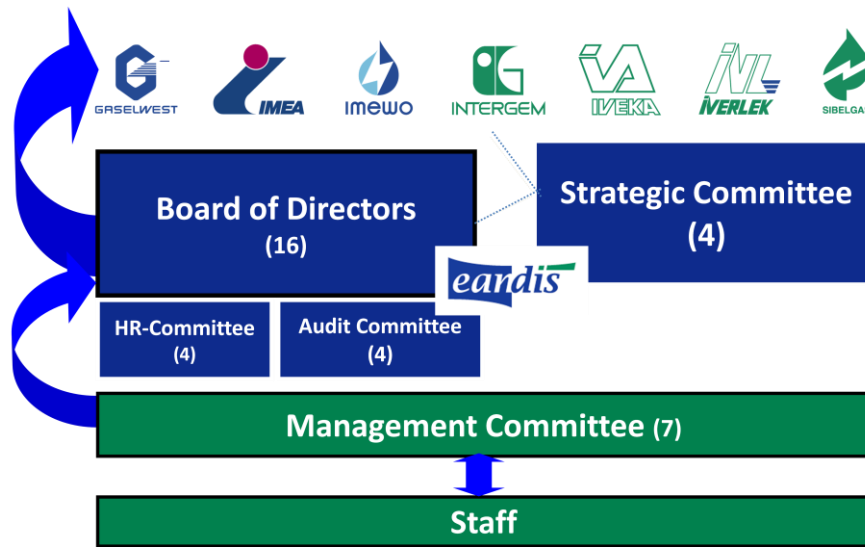 GASELWEST
IMEA
imewo
INTERGEM
IVEKA
iVERLEK
SIBELGAS
Board of Directors
(16)
Strategic Committee
(4)
eandis
HR-Committee
(4)
Audit Committee
(4)
Management Committee (7)
Staff